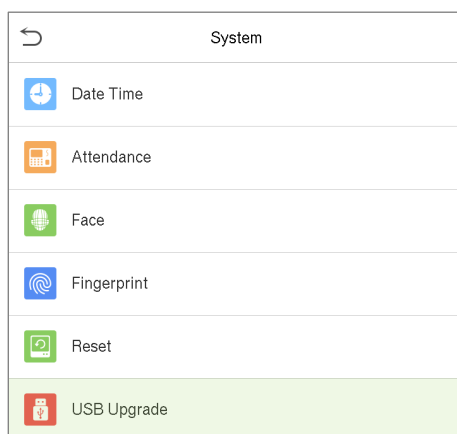 System
Date Time
Attendance
Face
Fingerprint
Reset
USB Upgrade